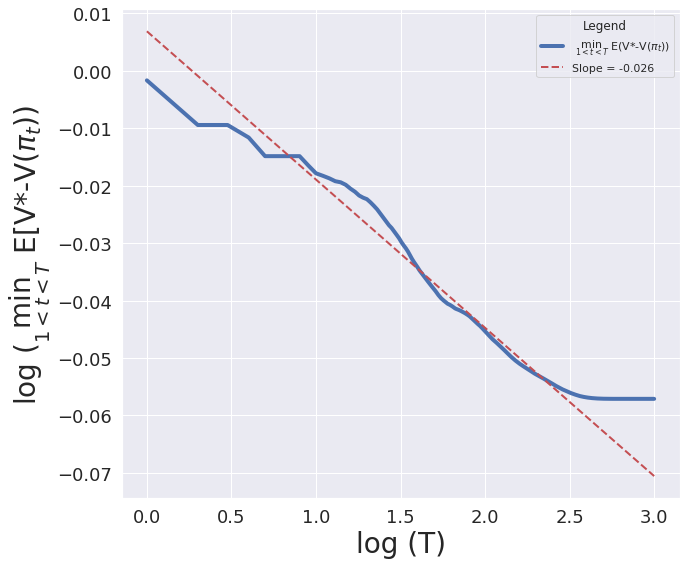 Legend
min 1<t<T E(V*-V(π_t))
Slope = -0.026
0.01
0.00
−0.01
−0.02
−0.03
−0.04
−0.05
−0.06
−0.07
log ( min 1<t<T E[V*-V(π_t))
0.0 0.5 1.0 1.5 2.0 2.5 3.0
log (T)